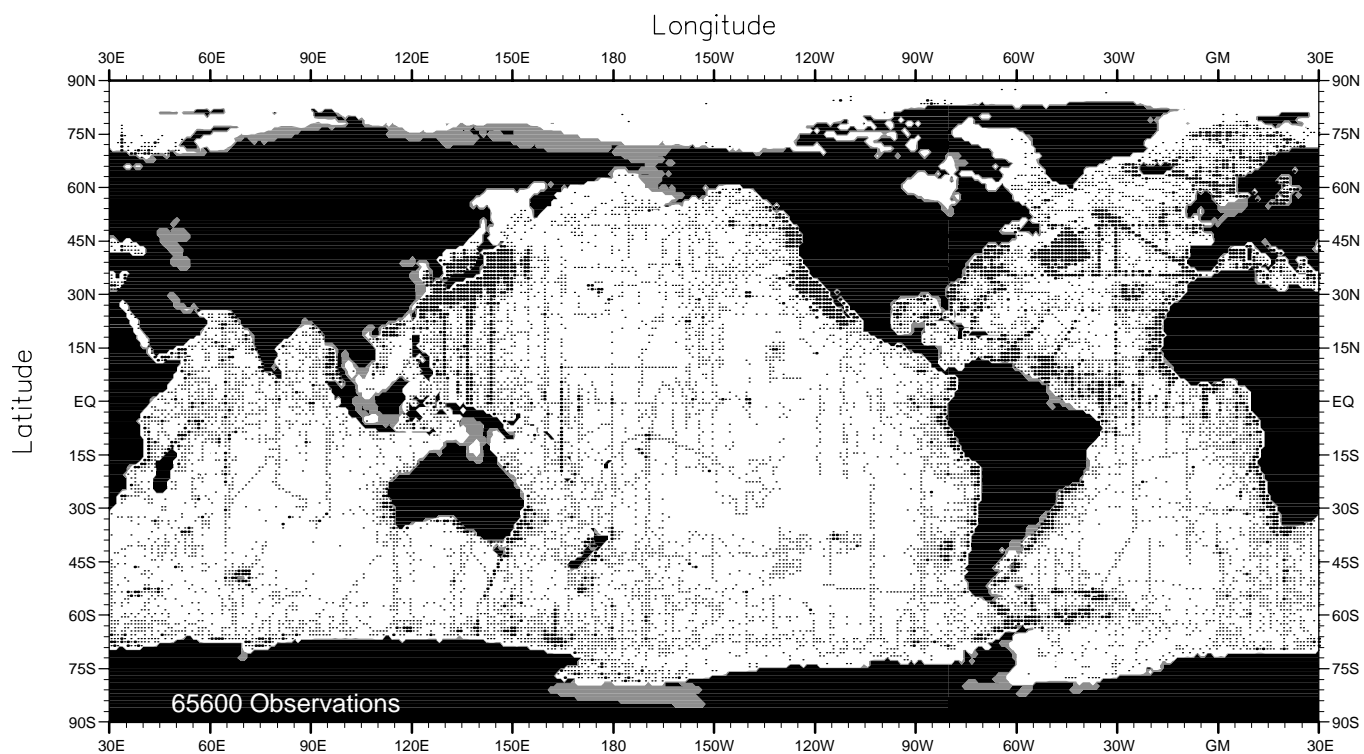 Longitude
30E 60E 90E 120E 150E 180 150W 120W 90W 60W 30W GM 30E
90N 90N
75N 75N
60N 60N
45N 45N
30N 30N
15N 15N
EQ EQ
Latitude
15S 15S
30S 30S
45S 45S
60S 60S
75S 75S
65600 Observations
90S 90S
30E 60E 90E 120E 150E 180 150W 120W 90W 60W 30W GM 30E